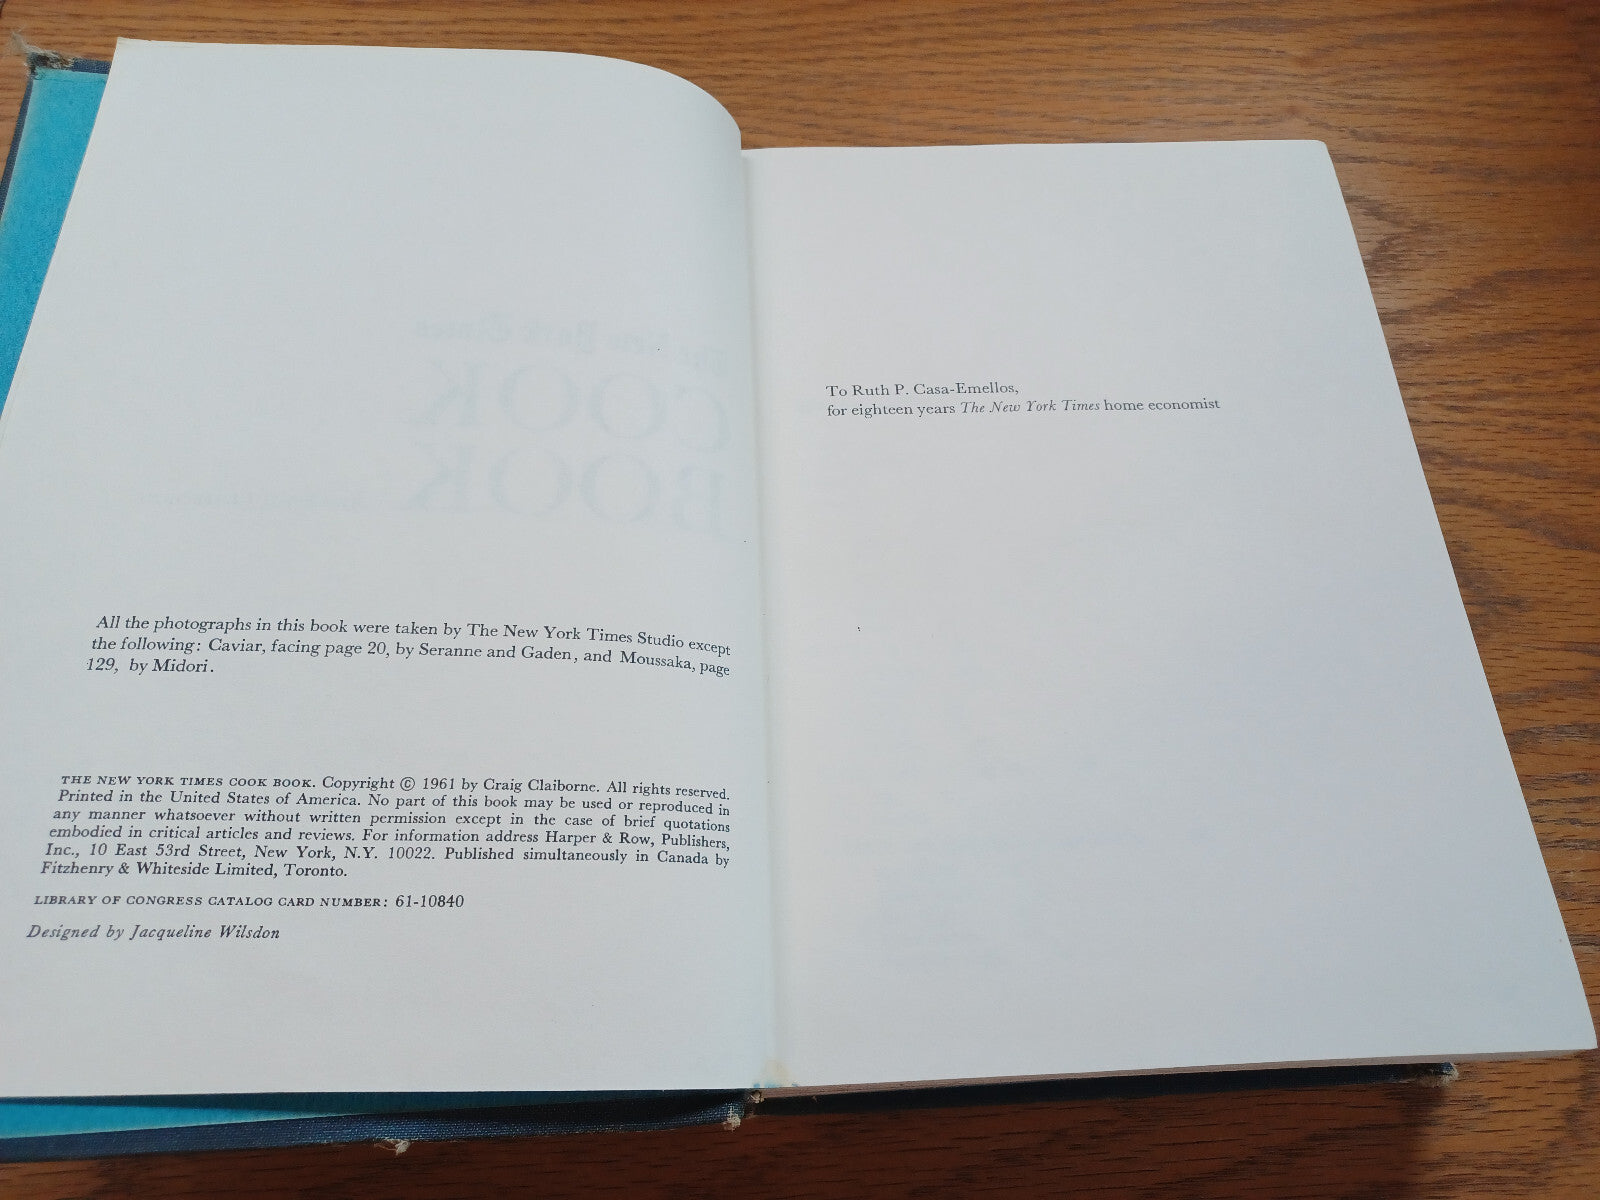 All the photographs in this book were taken by The New York Times Studio except
the following: Caviar, facing page 20, by Seranne and Gaden, and Moussaka, page
129, by Midori.
THE NEW YORK TIMES COOK BOOK. Copyright © 1961 by Craig Claiborne. All rights reserved.
Printed in the United States of America. No part of this book may be used or reproduced in
any manner whatsoever without written permission except in the case of brief quotations
embodied in critical articles and reviews. For information address Harper & Row, Publishers,
Inc., 10 East 53rd Street, New York, N.Y. 10022. Published simultaneously in Canada by
Fitzhenry & Whiteside Limited, Toronto.
LIBRARY OF CONGRESS CATALOG CARD NUMBER: 61-10840
Designed by Jacqueline Wilsdon
To Ruth P. Casa-Emellos,
for eighteen years The New York Times home economist
The New York Times
COOK
BOOK